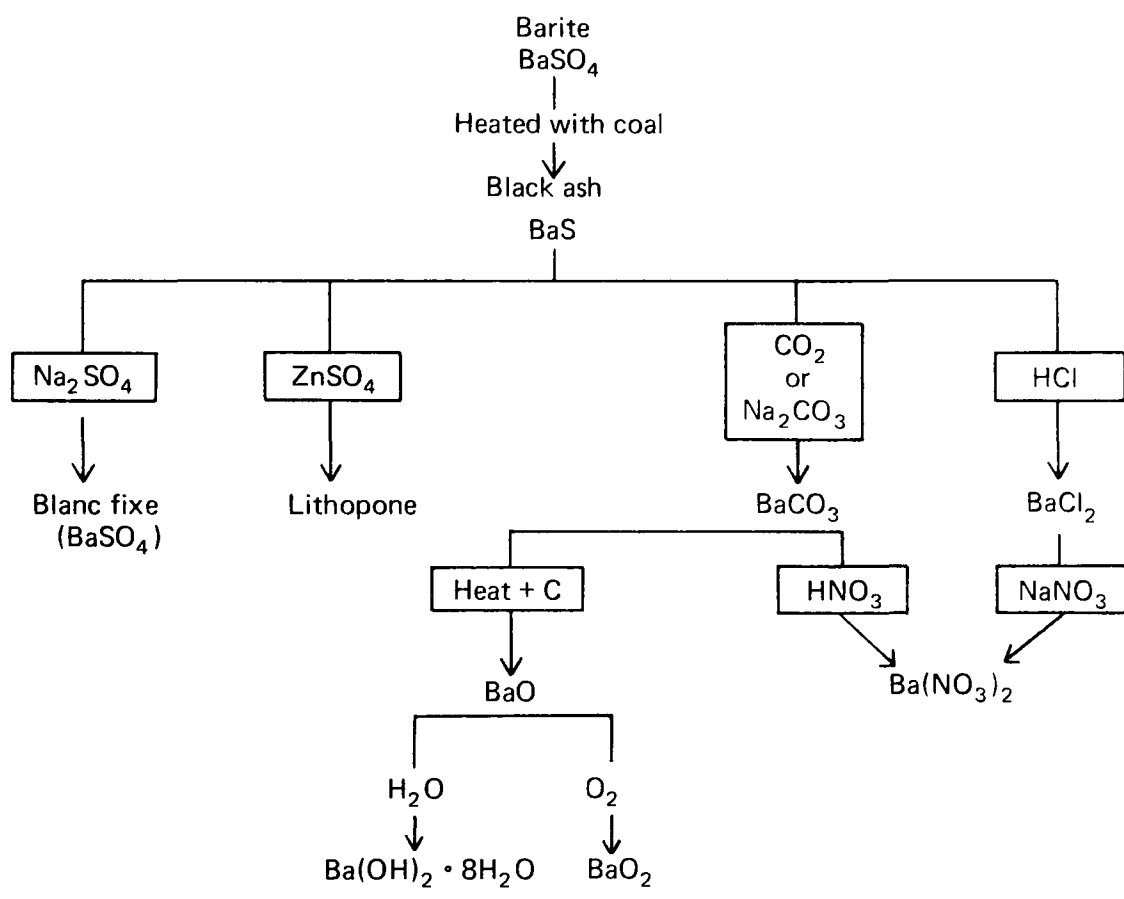 Barite
BaSO₄
Heated with coal
Black ash
BaS
Na₂SO₄
ZnSO₄
CO₂
or
Na₂CO₃
HCl
Blanc fixe
(BaSO₄)
Lithopone
BaCO₃
BaCl₂
Heat + C
HNO₃
NaNO₃
BaO
Ba(NO₃)₂
H₂O
O₂
Ba(OH)₂ • 8H₂O
BaO₂